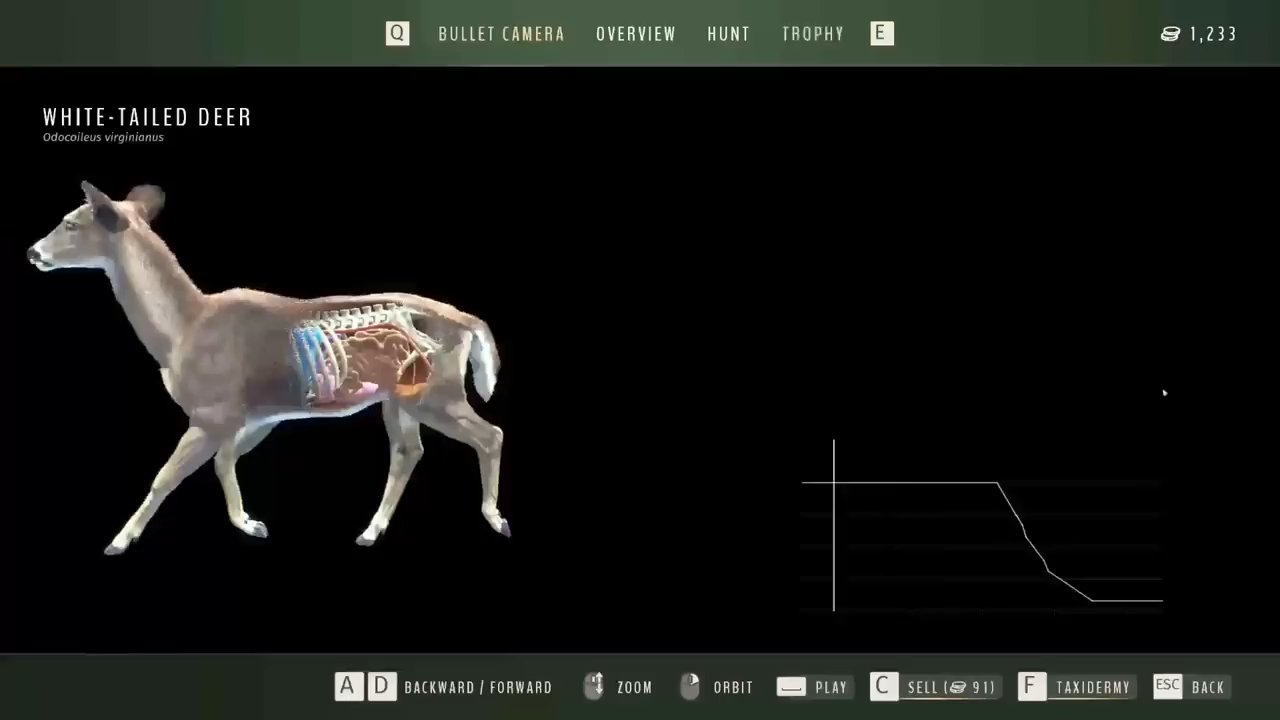 Q BULLET CAMERA OVERVIEW HUNT TROPHY E 1,233
WHITE-TAILED DEER
Odocoileus virginianus
A D BACKWARD / FORWARD ZOOM ORBIT PLAY C SELL ( 91) F TAXIDERMY ESC BACK